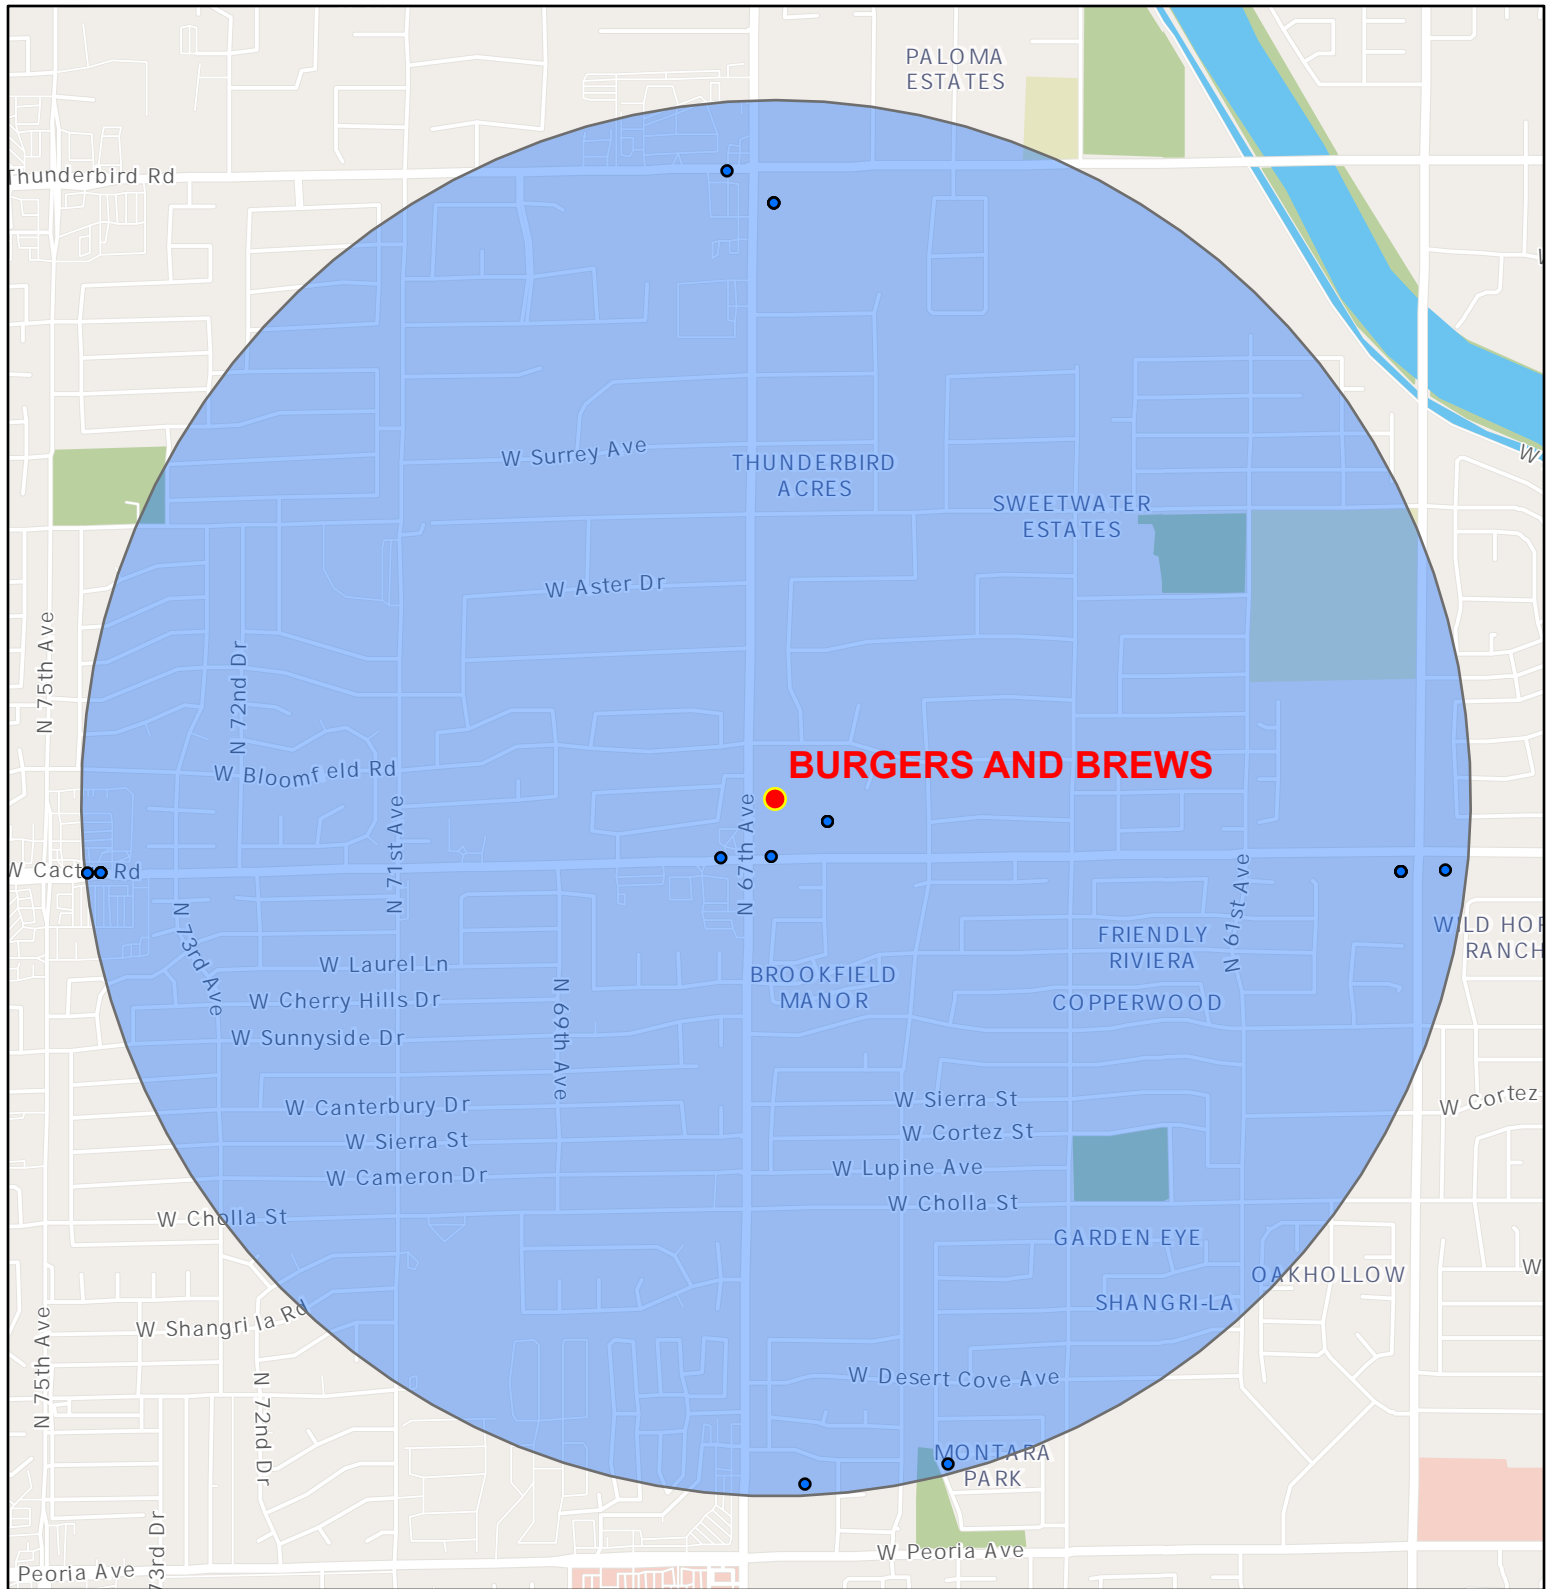 PALOMA
ESTATES
Thunderbird Rd
W Surrey Ave
THUNDERBIRD
ACRES
SWEETWATER
ESTATES
W
W Aster Dr
N 75th Ave
N 72nd Dr
W Bloomf eld Rd
BURGERS AND BREWS
N 71st Ave
N 67th Ave
W Cact Rd
N 61st Ave
N 73rd Ave
WILD HOR
RANCH
FRIENDLY
RIVIERA
W Laurel Ln
BROOKFIELD
MANOR
W Cherry Hills Dr
N 69th Ave
COPPERWOOD
W Sunnyside Dr
W Canterbury Dr
W Sierra St
W Cortez
W Sierra St
W Cortez St
W Cameron Dr
W Lupine Ave
W Cholla St
W Cholla St
GARDEN EYE
OAKHOLLOW
W
SHANGRI-LA
W Shangri la Rd
N 75th Ave
N 72nd Dr
W Desert Cove Ave
MONTARA
PARK
73rd Dr
W Peoria Ave
Peoria Ave